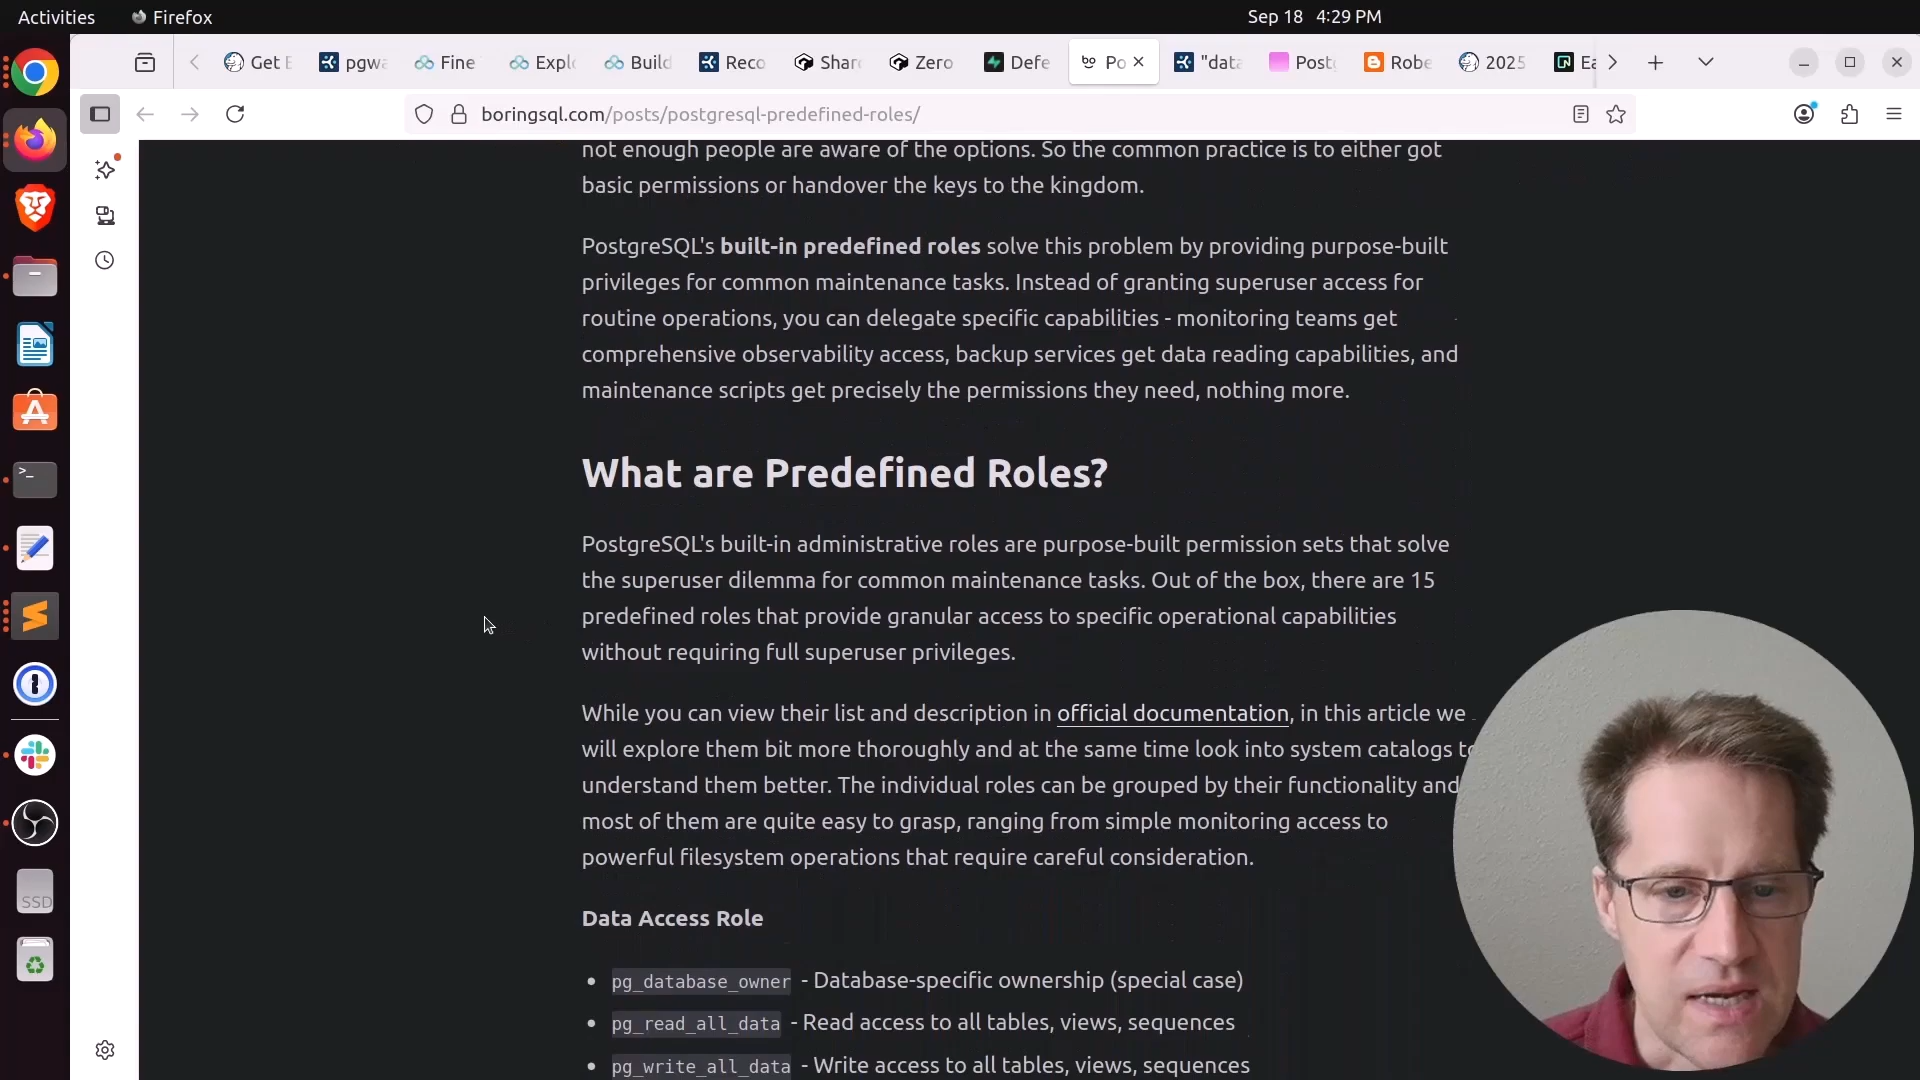 Activities
Firefox
Sep 18 4:29 PM
Get E
pgwa
Fine
Explo
Build
Reco
Shar
Zero
Defe
Po
"data
Postg
Robe
2025
Ea
boringsql.com/posts/postgresql-predefined-roles/
not enough people are aware of the options. So the common practice is to either got
basic permissions or handover the keys to the kingdom.
PostgreSQL's built-in predefined roles solve this problem by providing purpose-built
privileges for common maintenance tasks. Instead of granting superuser access for
routine operations, you can delegate specific capabilities - monitoring teams get
comprehensive observability access, backup services get data reading capabilities, and
maintenance scripts get precisely the permissions they need, nothing more.
What are Predefined Roles?
PostgreSQL's built-in administrative roles are purpose-built permission sets that solve
the superuser dilemma for common maintenance tasks. Out of the box, there are 15
predefined roles that provide granular access to specific operational capabilities
without requiring full superuser privileges.
While you can view their list and description in official documentation, in this article we
will explore them bit more thoroughly and at the same time look into system catalogs to
understand them better. The individual roles can be grouped by their functionality and
most of them are quite easy to grasp, ranging from simple monitoring access to
powerful filesystem operations that require careful consideration.
Data Access Role
• pg_database_owner - Database-specific ownership (special case)
• pg_read_all_data - Read access to all tables, views, sequences
• pg_write_all_data - Write access to all tables, views, sequences
SSD